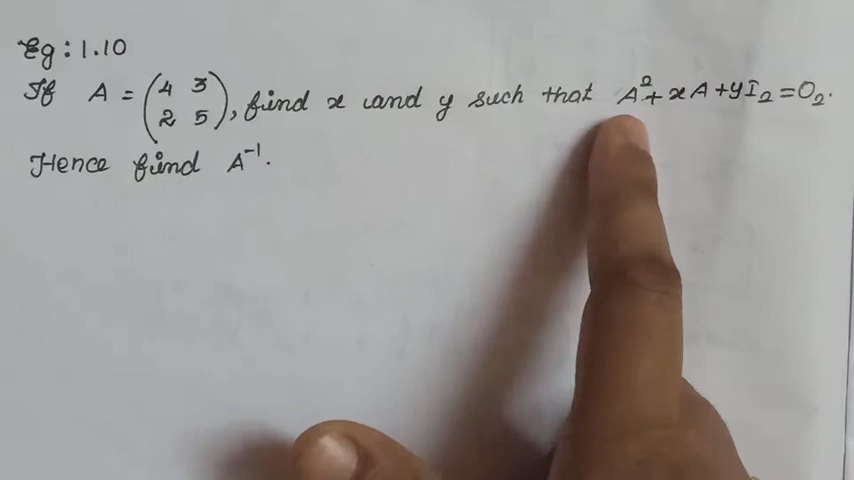 Eg : 1.10
If A = (4 3
2 5), find x and y such that A² + xA + yI₂ = O₂.
Hence find A⁻¹.